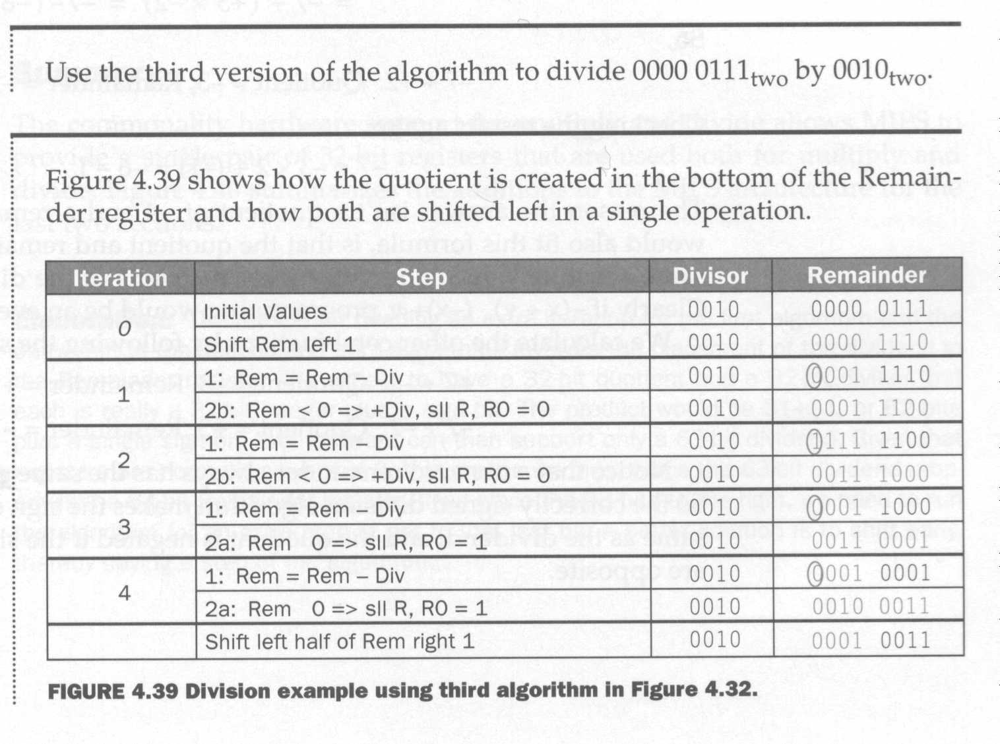 Use the third version of the algorithm to divide 0000 0111two by 0010two.
Figure 4.39 shows how the quotient is created in the bottom of the Remain-
der register and how both are shifted left in a single operation.
Iteration Step Divisor Remainder
0 Initial Values 0010 0000 0111
Shift Rem left 1 0010 0000 1110
1 1: Rem = Rem – Div 0010 0001 1110
2b: Rem < 0 => +Div, sll R, R0 = 0 0010 0001 1100
2 1: Rem = Rem – Div 0010 1111 1100
2b: Rem < 0 => +Div, sll R, R0 = 0 0010 0011 1000
3 1: Rem = Rem – Div 0010 0001 1000
2a: Rem 0 => sll R, R0 = 1 0010 0011 0001
4 1: Rem = Rem – Div 0010 0001 0001
2a: Rem 0 => sll R, R0 = 1 0010 0010 0011
Shift left half of Rem right 1 0010 0001 0011
FIGURE 4.39 Division example using third algorithm in Figure 4.32.